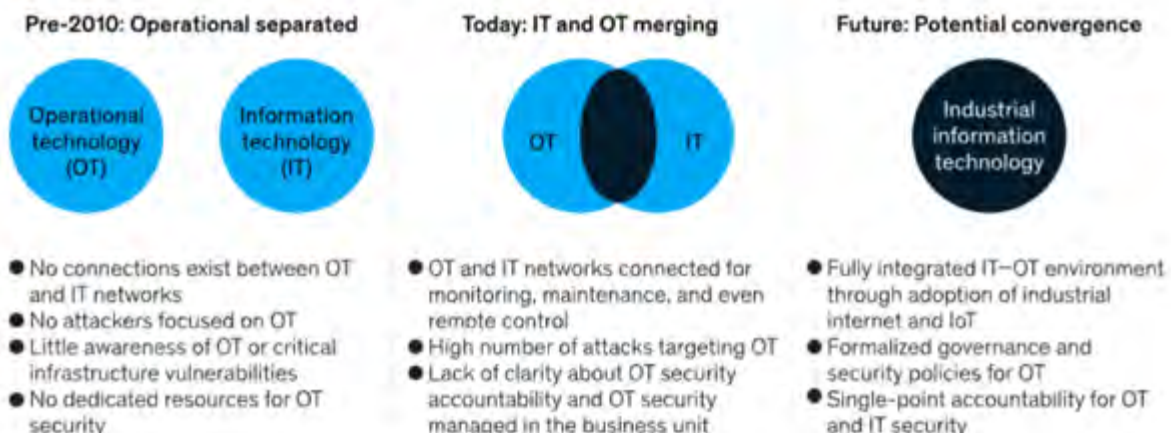 Pre-2010: Operational separated
Operational
technology
(OT)
Information
technology
(IT)
● No connections exist between OT
and IT networks
● No attackers focused on OT
● Little awareness of OT or critical
infrastructure vulnerabilities
● No dedicated resources for OT
security
Today: IT and OT merging
OT
IT
● OT and IT networks connected for
monitoring, maintenance, and even
remote control
● High number of attacks targeting OT
● Lack of clarity about OT security
accountability and OT security
managed in the business unit
Future: Potential convergence
Industrial
information
technology
● Fully integrated IT–OT environment
through adoption of industrial
internet and IoT
● Formalized governance and
security policies for OT
● Single-point accountability for OT
and IT security